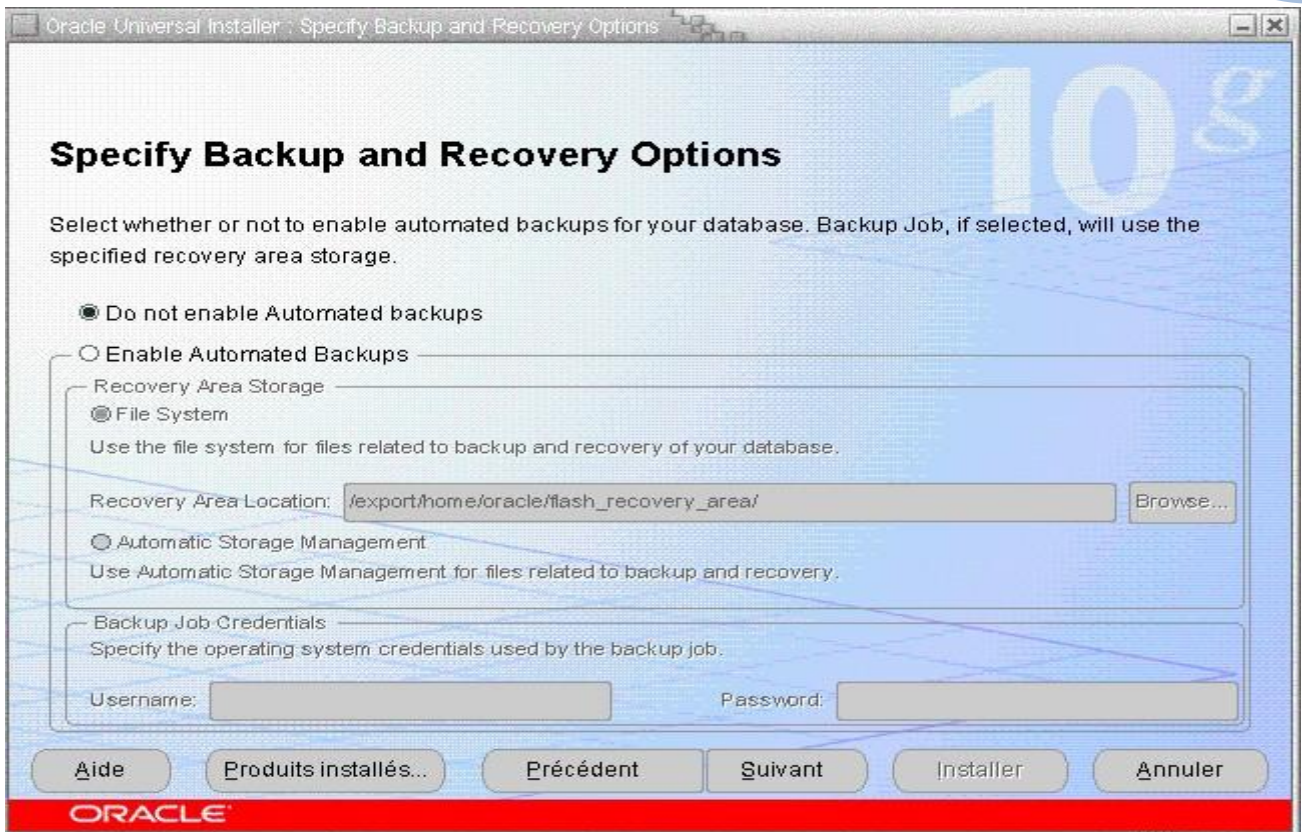 Oracle Universal Installer : Specify Backup and Recovery Options
10g
Specify Backup and Recovery Options
Select whether or not to enable automated backups for your database. Backup Job, if selected, will use the
specified recovery area storage.
Do not enable Automated backups
Enable Automated Backups
Recovery Area Storage
File System
Use the file system for files related to backup and recovery of your database.
Recovery Area Location: /export/home/oracle/flash_recovery_area/ Browse...
Automatic Storage Management
Use Automatic Storage Management for files related to backup and recovery.
Backup Job Credentials
Specify the operating system credentials used by the backup job.
Username: Password:
Aide Produits installés... Précédent Suivant Installer Annuler
ORACLE